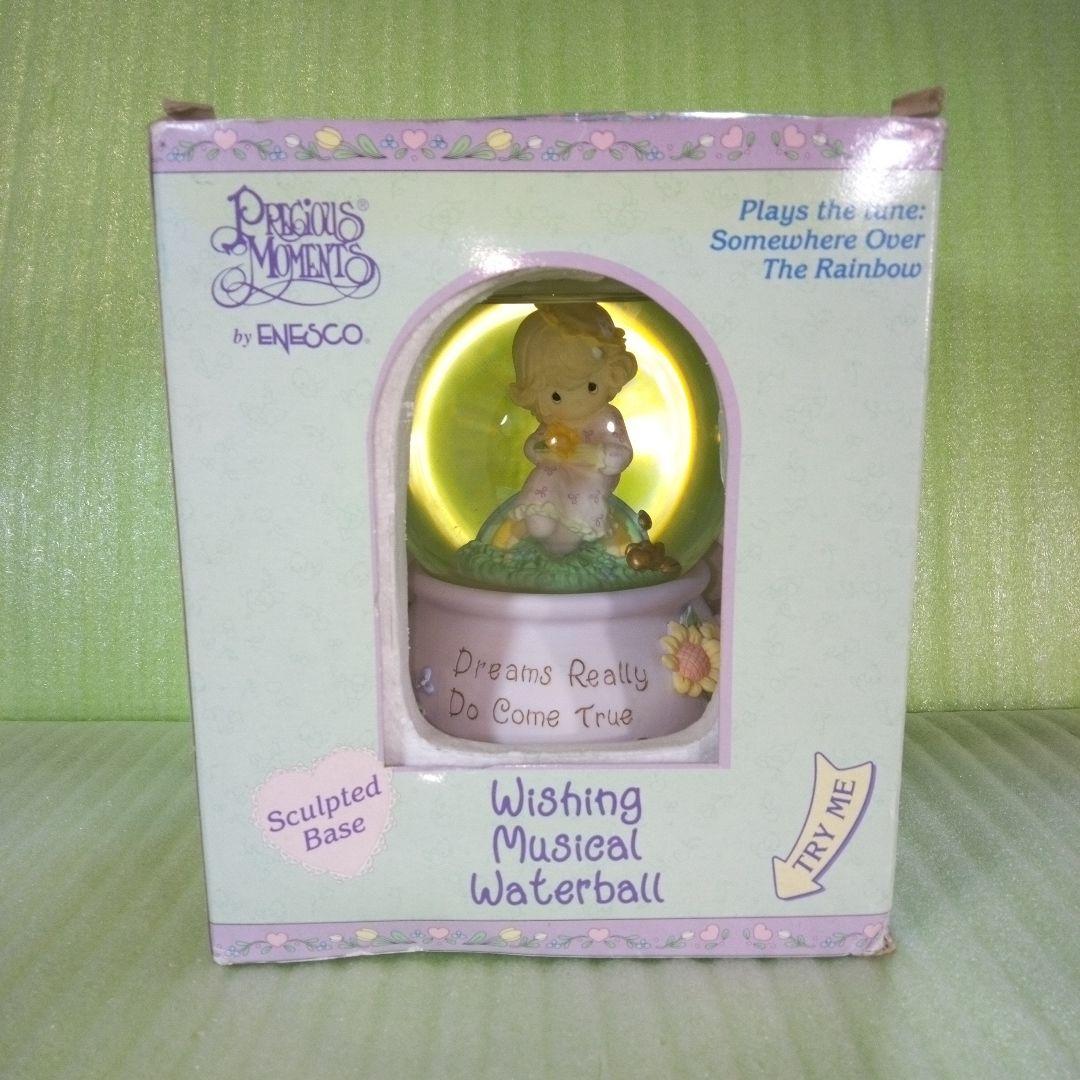 PRECIOUS®
MOMENTS
by ENESCO®
Plays the tune:
Somewhere Over
The Rainbow
Dreams Really
Do Come True
Sculpted
Base
Wishing
Musical
Waterball
TRY ME